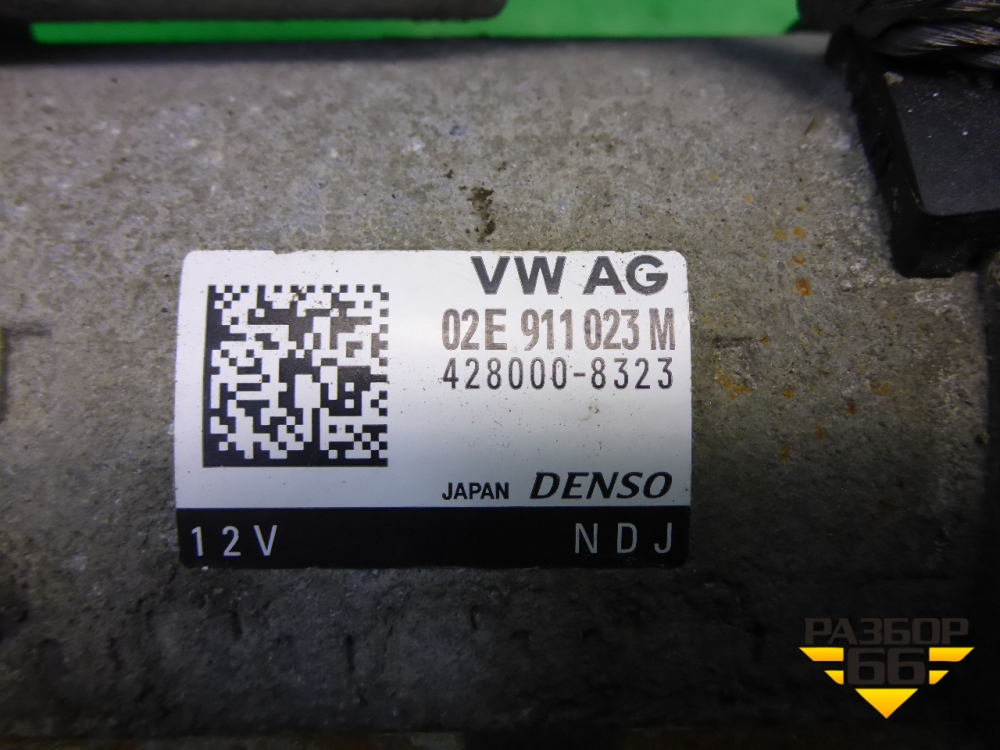 VW AG
02E 911 023 M
428000-8323
JAPAN DENSO
12V NDJ
РАЗБОР
66